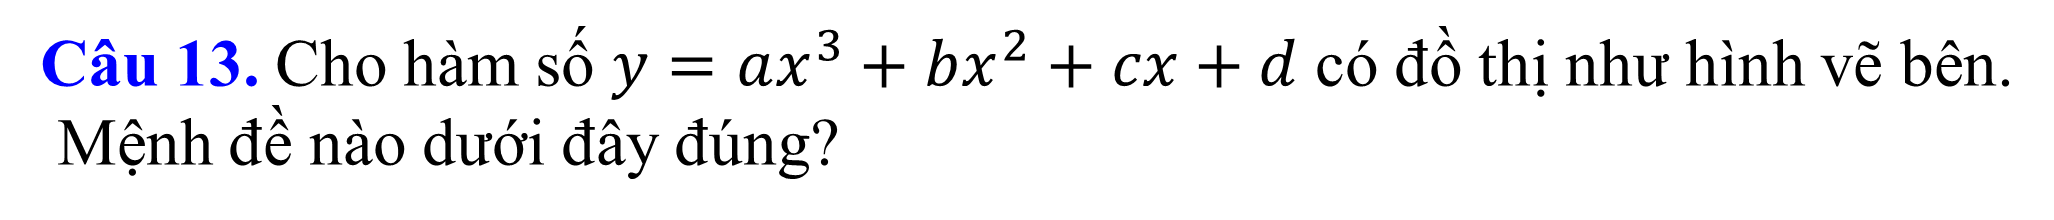 Câu 13. Cho hàm số y = ax³ + bx² + cx + d có đồ thị như hình vẽ bên.
Mệnh đề nào dưới đây đúng?